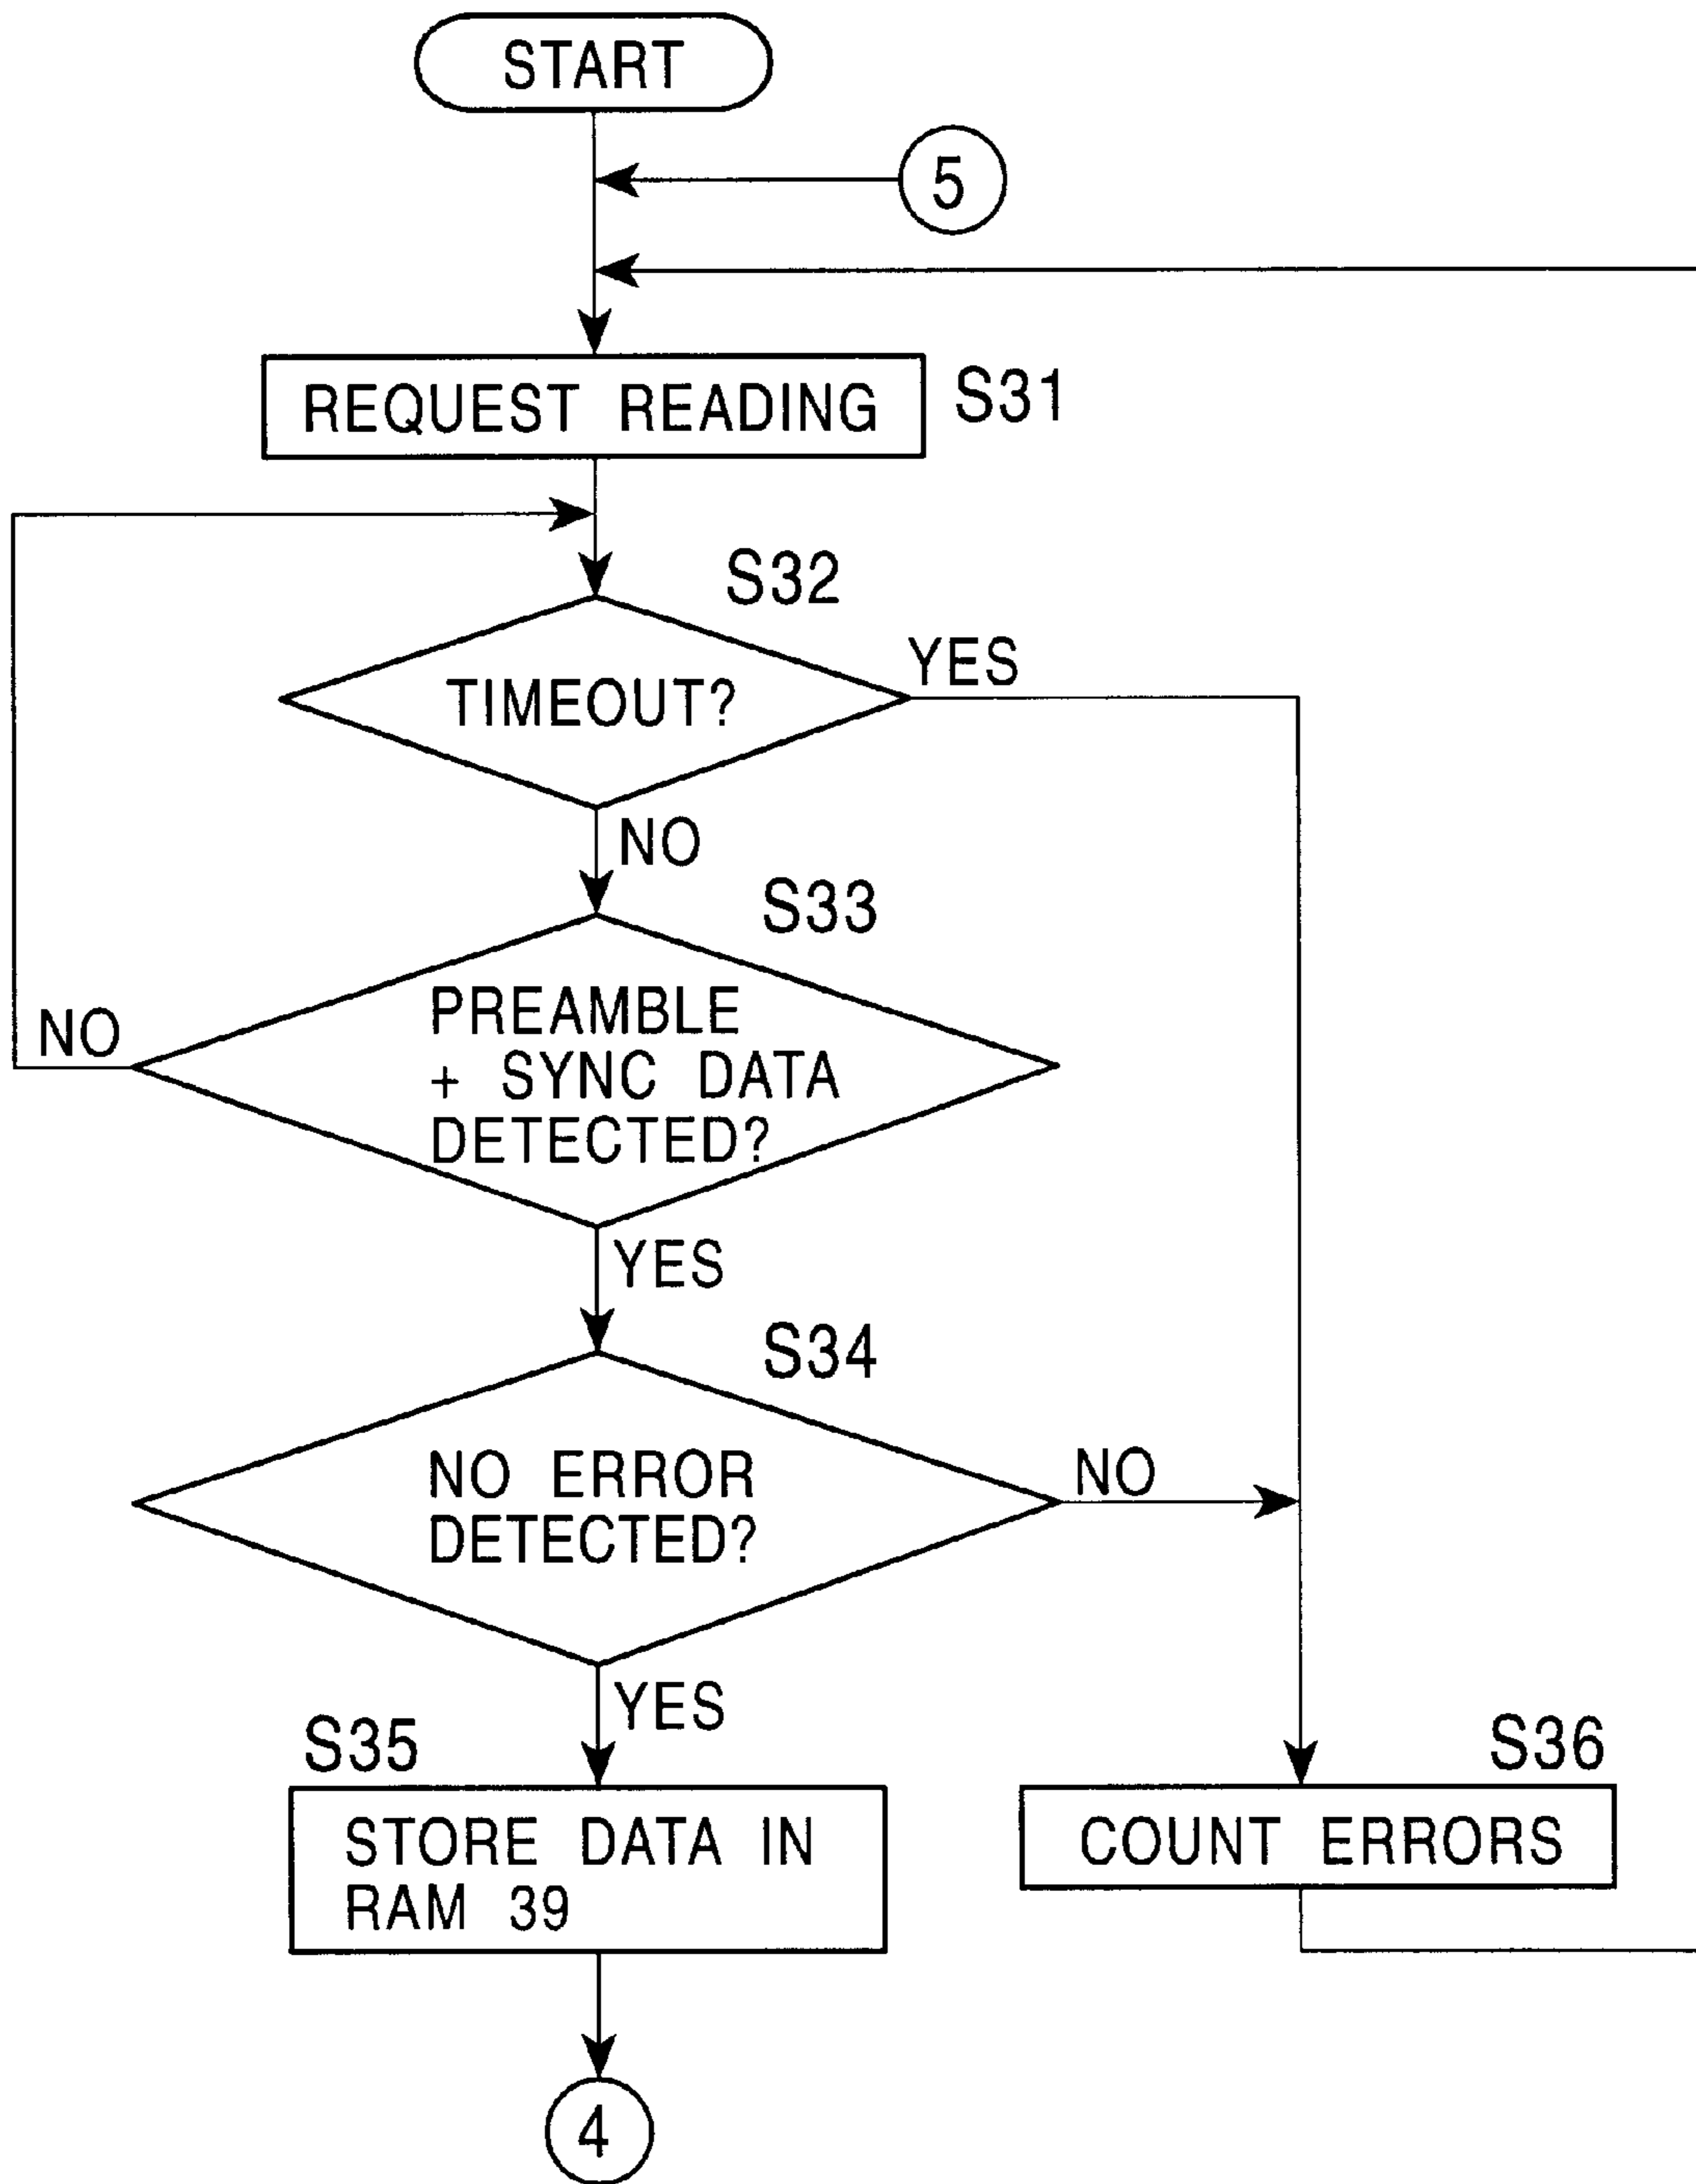 START
5
REQUEST READING
S31
S32
TIMEOUT?
YES
NO
S33
PREAMBLE
+ SYNC DATA
DETECTED?
NO
YES
S34
NO ERROR
DETECTED?
NO
YES
S35
STORE DATA IN
RAM 39
S36
COUNT ERRORS
4